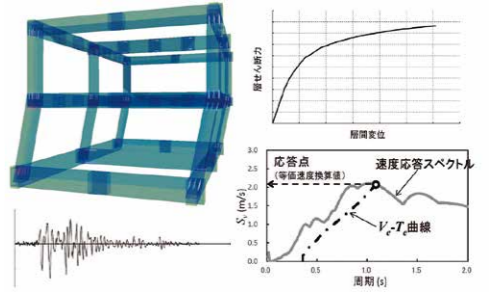 層せん断力
層間変位
応答点
(等価速度換算値)
速度応答スペクトル
Vₑ-Tₑ曲線
Sᵥ (m/s)
3.0
2.5
2.0
1.5
1.0
0.5
0.0
0.0
0.5
1.0
1.5
2.0
周期 [s]